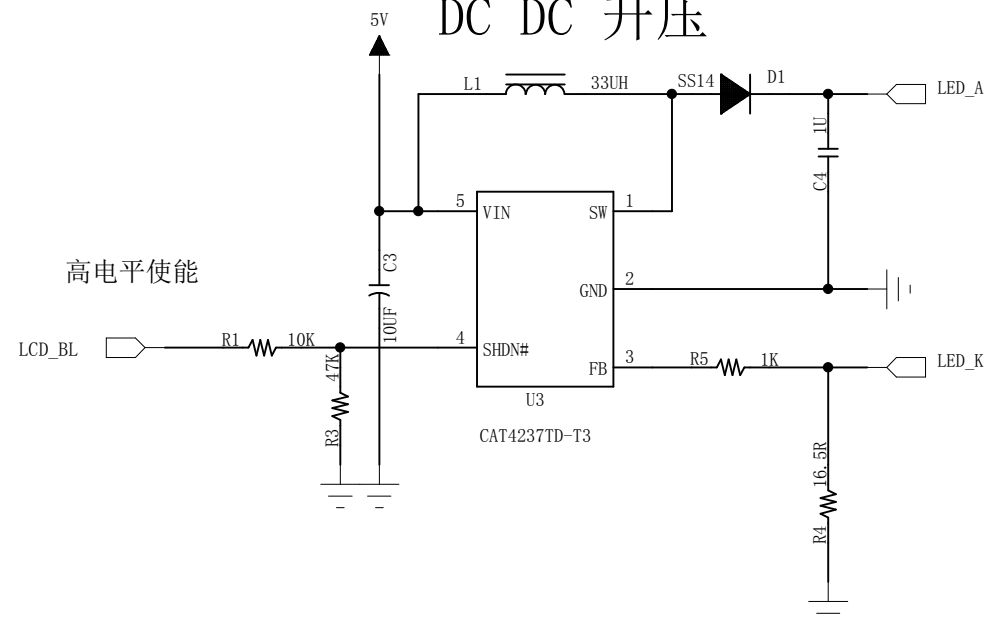 DC DC 升压
5V
L1
33UH
SS14
D1
LED_A
1U
C4
5
VIN
SW
1
C3
10UF
高电平使能
GND
2
LCD_BL
R1
10K
4
SHDN#
47K
R3
FB
3
R5
1K
LED_K
U3
CAT4237TD-T3
16.5R
R4